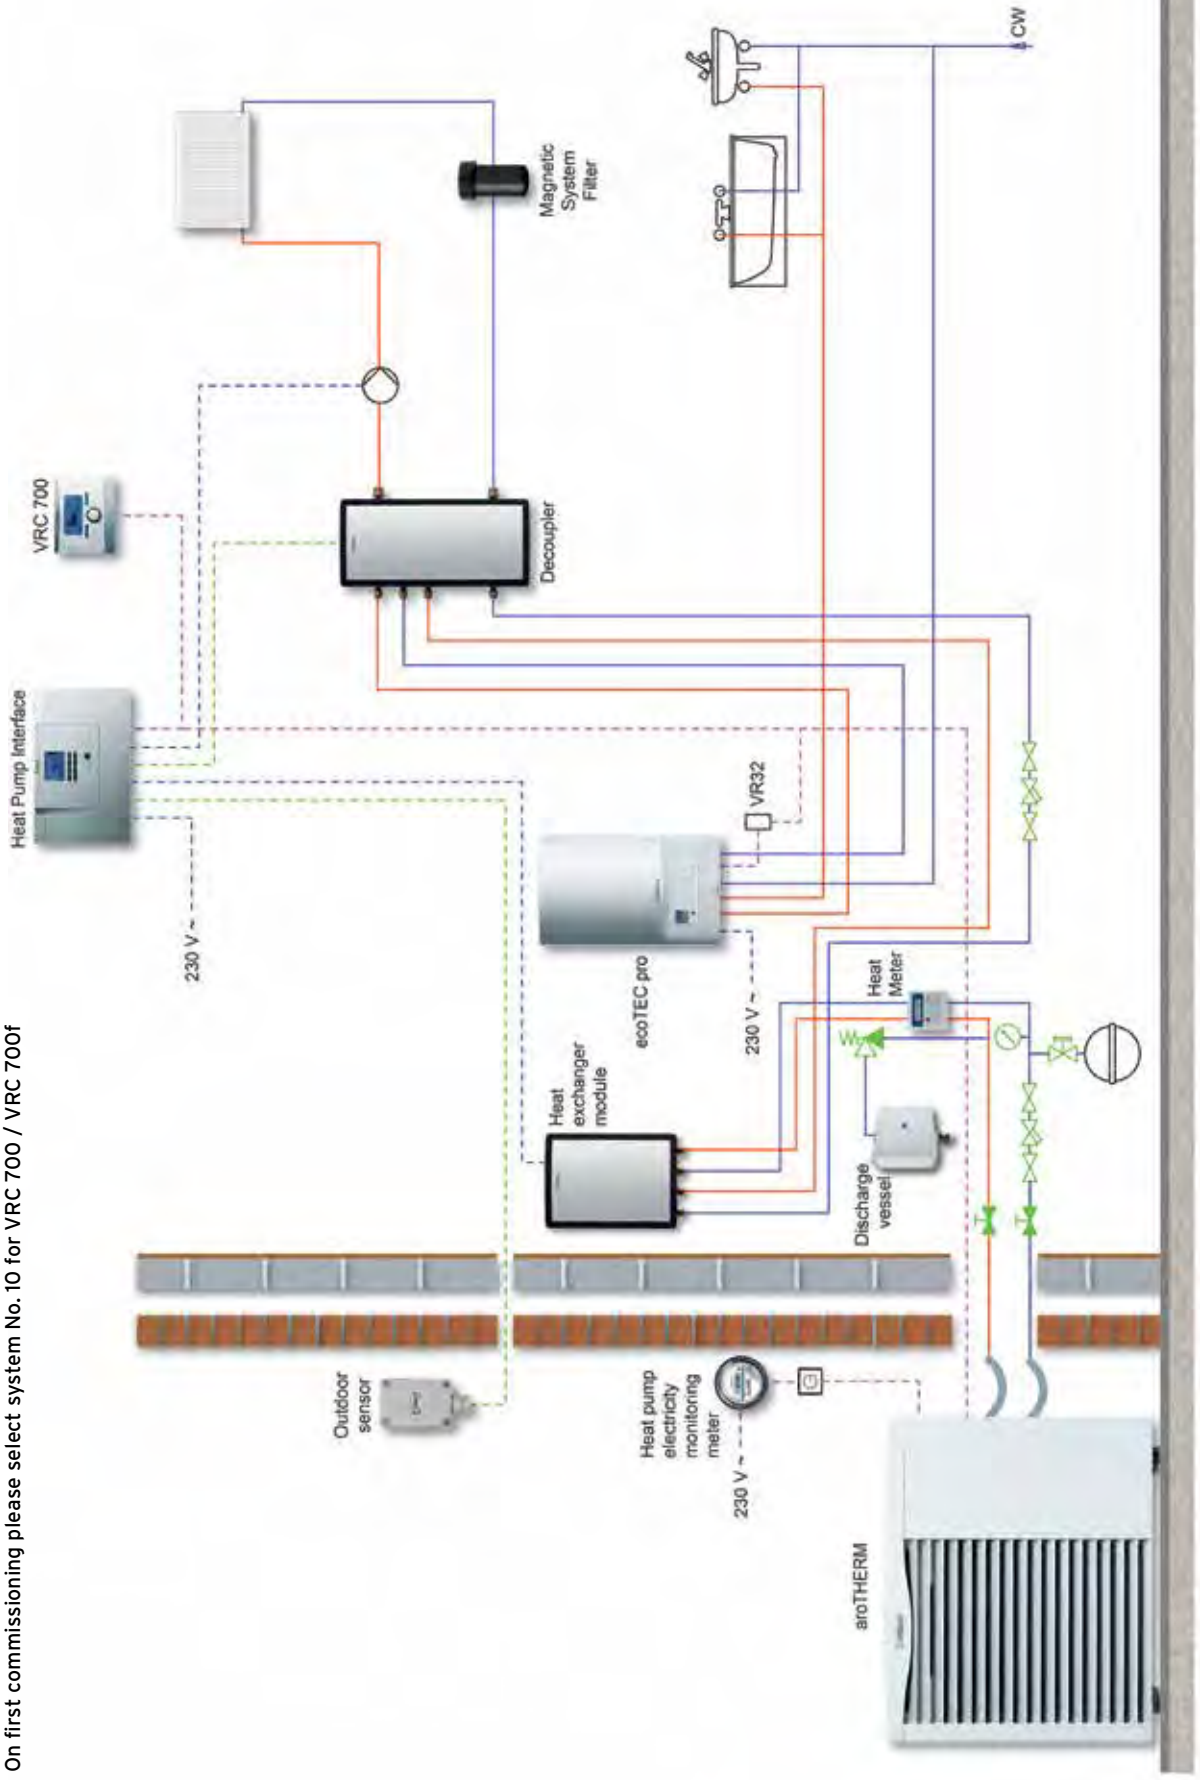 On first commissioning please select system No. 10 for VRC 700 / VRC 700f
Heat Pump Interface
VRC 700
230 V ~
Outdoor
sensor
Heat
exchanger
module
ecoTEC pro
Decoupler
Magnetic
System
Filter
Heat pump
electricity
monitoring
meter
230 V ~
230 V ~
VR32
aroTHERM
Discharge
vessel
Heat
Meter
CW